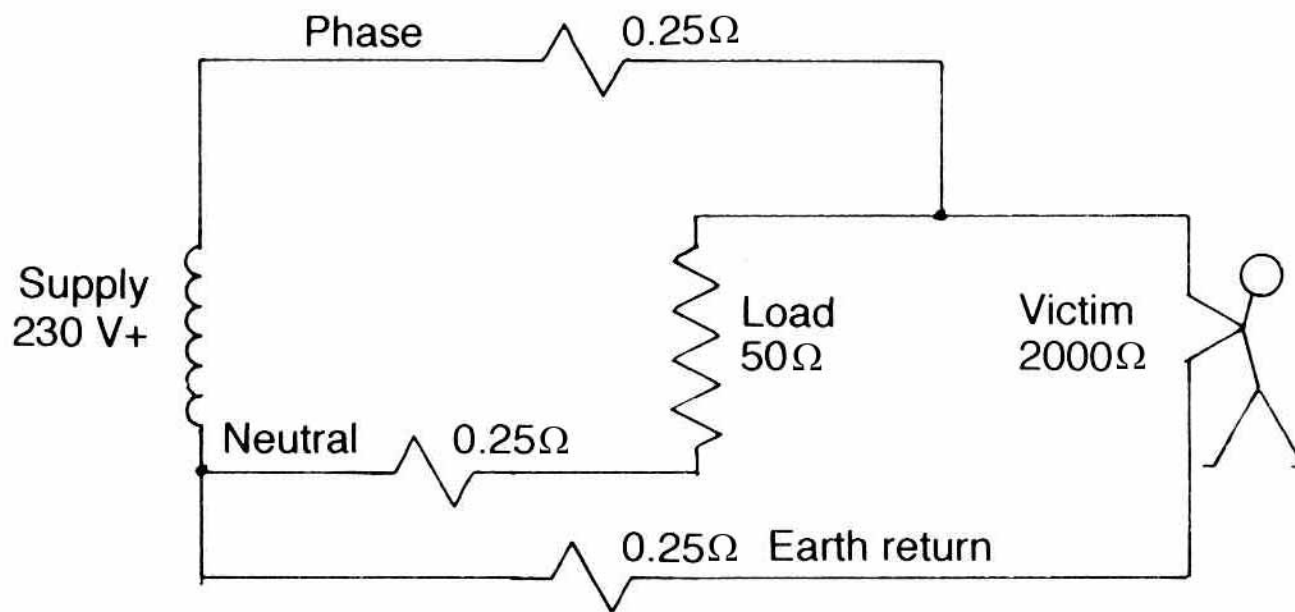 Phase
0.25Ω
Supply
230 V+
Load
50Ω
Victim
2000Ω
Neutral
0.25Ω
0.25Ω
Earth return